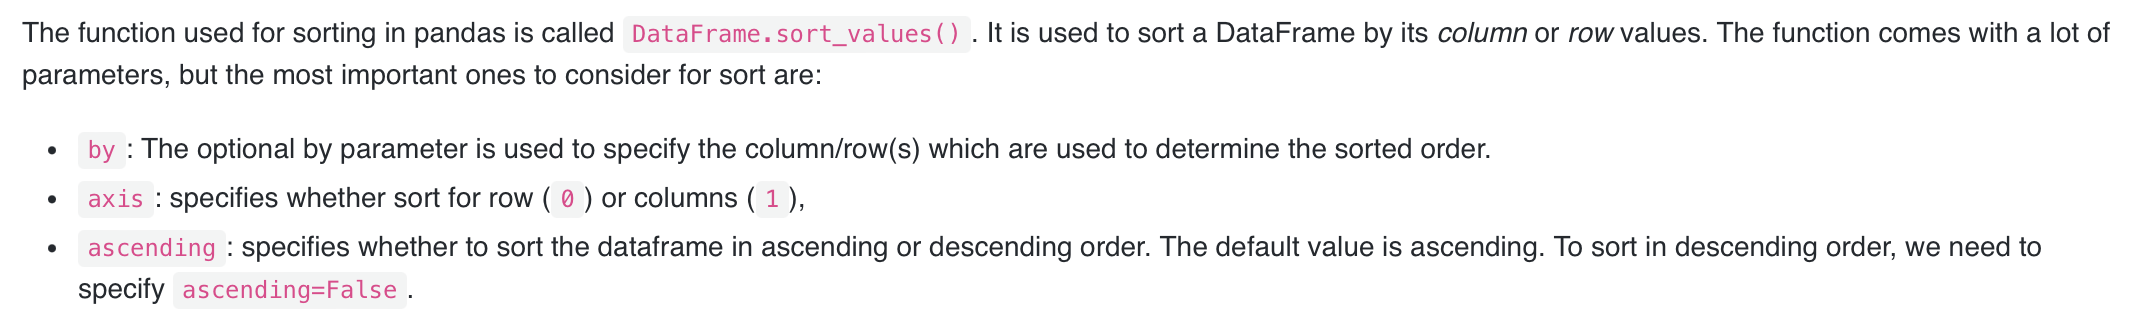 The function used for sorting in pandas is called DataFrame.sort_values() . It is used to sort a DataFrame by its column or row values. The function comes with a lot of
parameters, but the most important ones to consider for sort are:
• by : The optional by parameter is used to specify the column/row(s) which are used to determine the sorted order.
• axis : specifies whether sort for row ( 0 ) or columns ( 1 ),
• ascending : specifies whether to sort the dataframe in ascending or descending order. The default value is ascending. To sort in descending order, we need to
specify ascending=False .